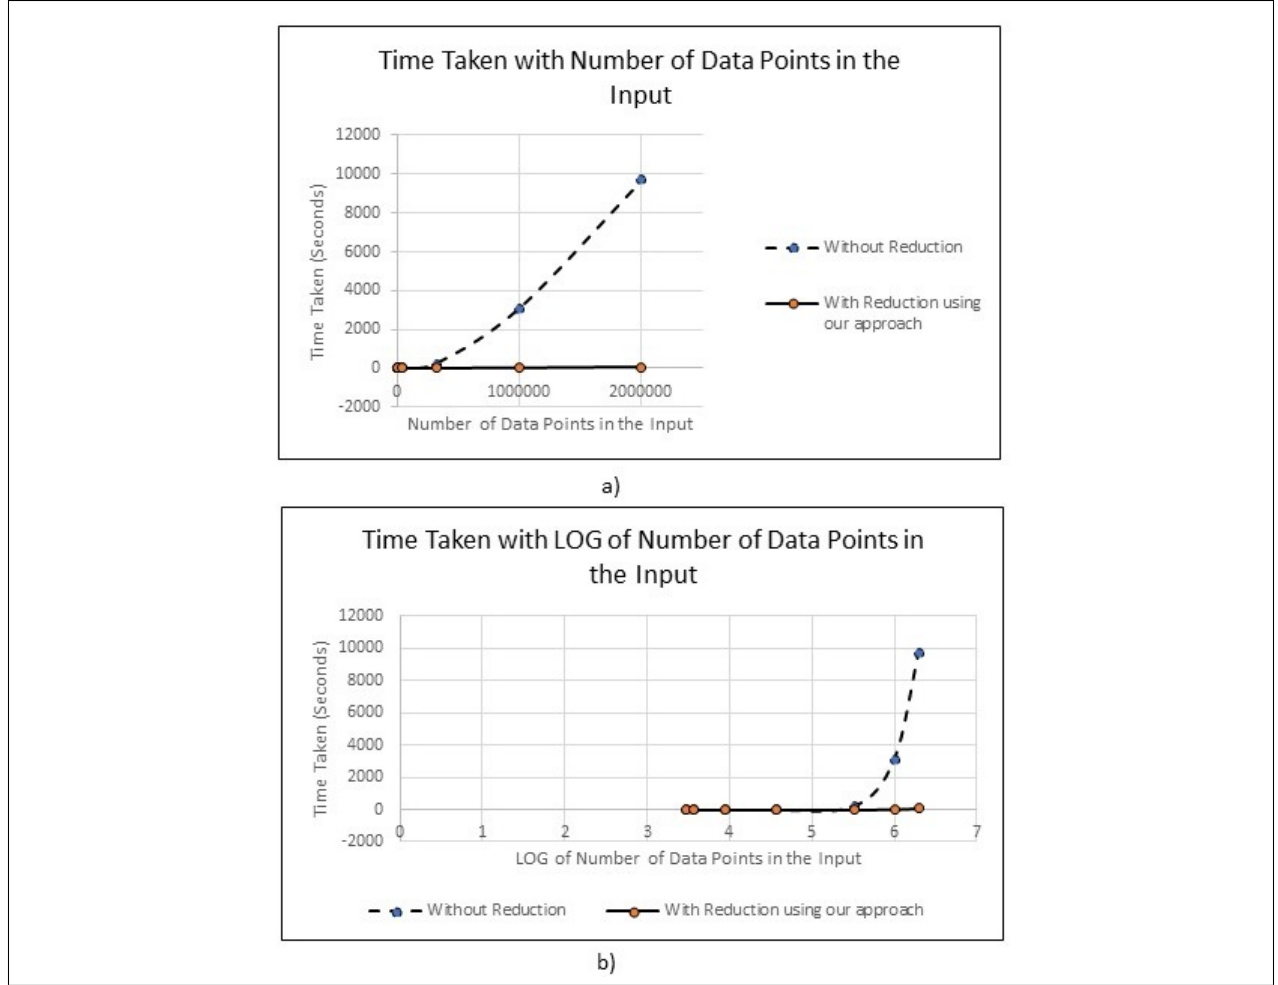 Time Taken with Number of Data Points in the
Input
12000
10000
8000
6000
4000
2000
0
-2000
Time Taken (Seconds)
0 1000000 2000000
Number of Data Points in the Input
Without Reduction
With Reduction using
our approach
a)
Time Taken with LOG of Number of Data Points in
the Input
12000
10000
8000
6000
4000
2000
0
-2000
Time Taken (Seconds)
0 1 2 3 4 5 6 7
LOG of Number of Data Points in the Input
Without Reduction With Reduction using our approach
b)